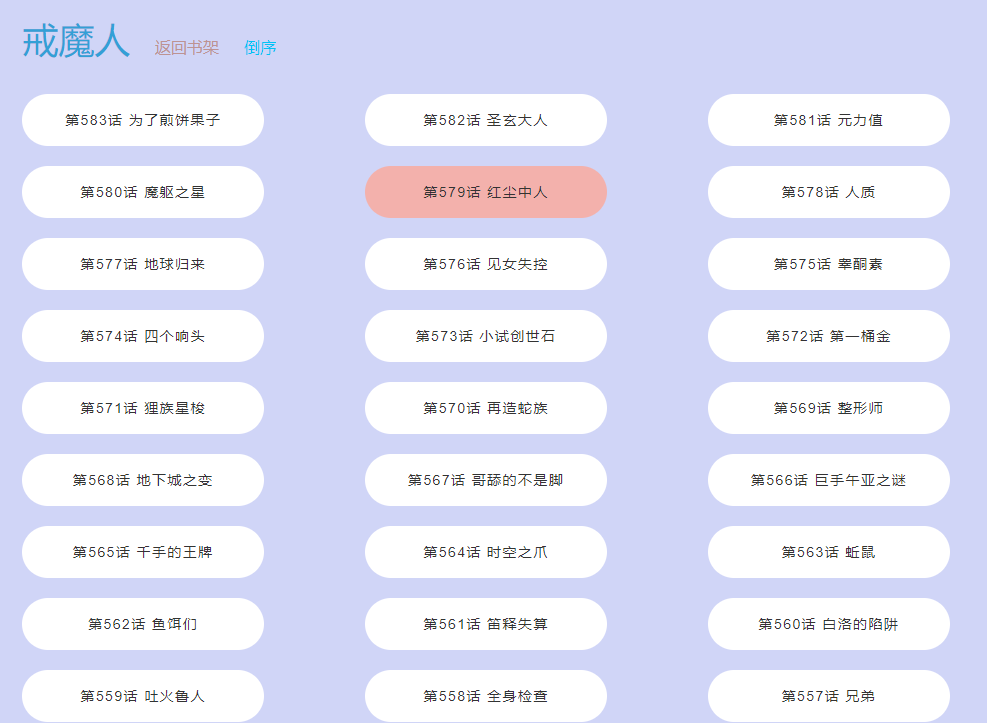 戒魔人 返回书架 倒序
第583话 为了煎饼果子 第582话 圣玄大人 第581话 元力值
第580话 魔躯之星 第579话 红尘中人 第578话 人质
第577话 地球归来 第576话 见女失控 第575话 睾酮素
第574话 四个响头 第573话 小试创世石 第572话 第一桶金
第571话 狸族星梭 第570话 再造蛇族 第569话 整形师
第568话 地下城之变 第567话 哥舔的不是脚 第566话 巨手午亚之谜
第565话 千手的王牌 第564话 时空之爪 第563话 蚯鼠
第562话 鱼饵们 第561话 笛释失算 第560话 白洛的陷阱
第559话 吐火鲁人 第558话 全身检查 第557话 兄弟